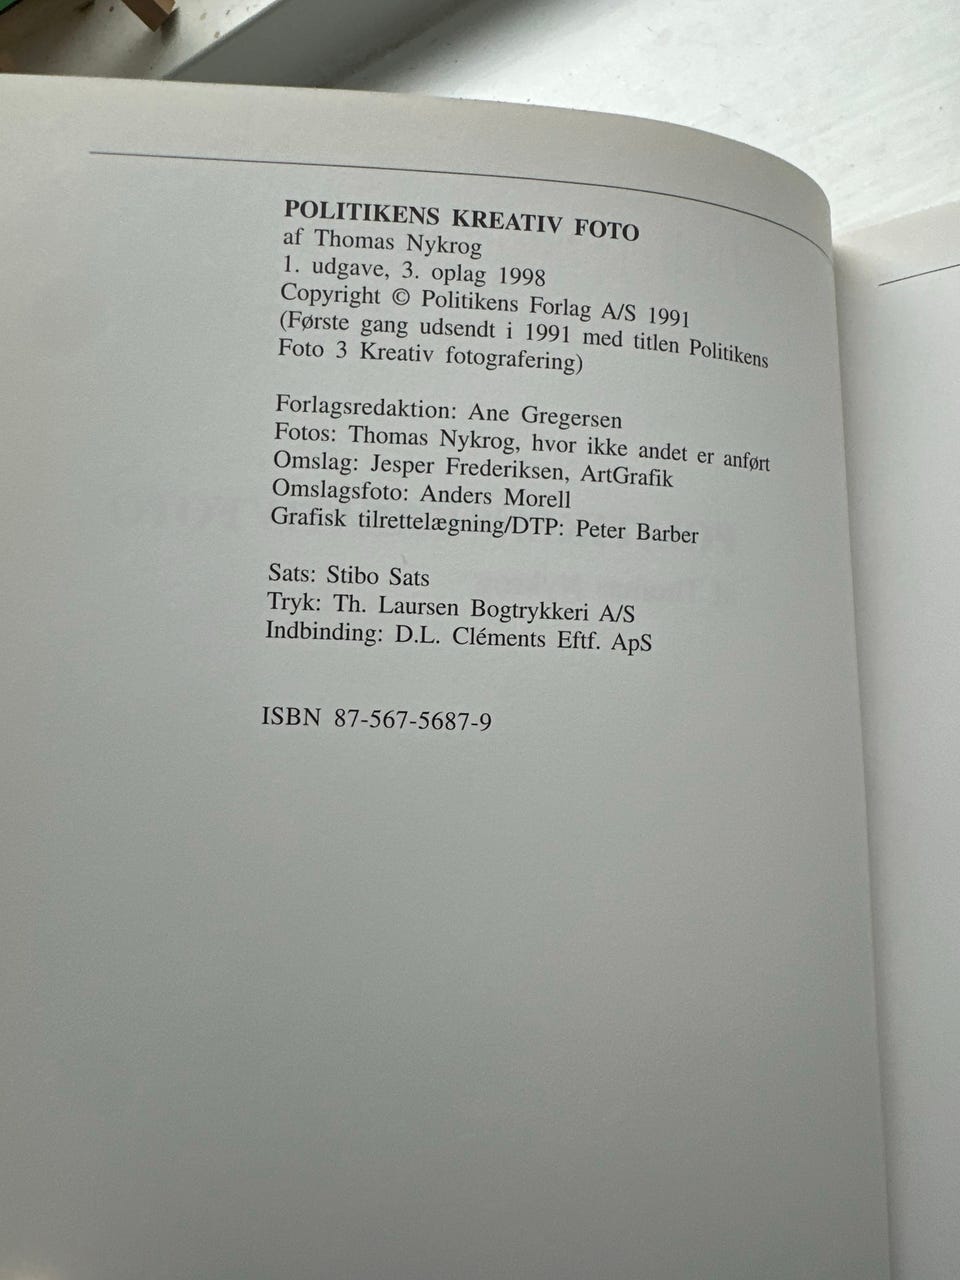 POLITIKENS KREATIV FOTO
af Thomas Nykrog
1. udgave, 3. oplag 1998
Copyright © Politikens Forlag A/S 1991
(Første gang udsendt i 1991 med titlen Politikens
Foto 3 Kreativ fotografering)
Forlagsredaktion: Ane Gregersen
Fotos: Thomas Nykrog, hvor ikke andet er anført
Omslag: Jesper Frederiksen, ArtGrafik
Omslagsfoto: Anders Morell
Grafisk tilrettelægning/DTP: Peter Barber
Sats: Stibo Sats
Tryk: Th. Laursen Bogtrykkeri A/S
Indbinding: D.L. Cléments Eftf. ApS
ISBN 87-567-5687-9